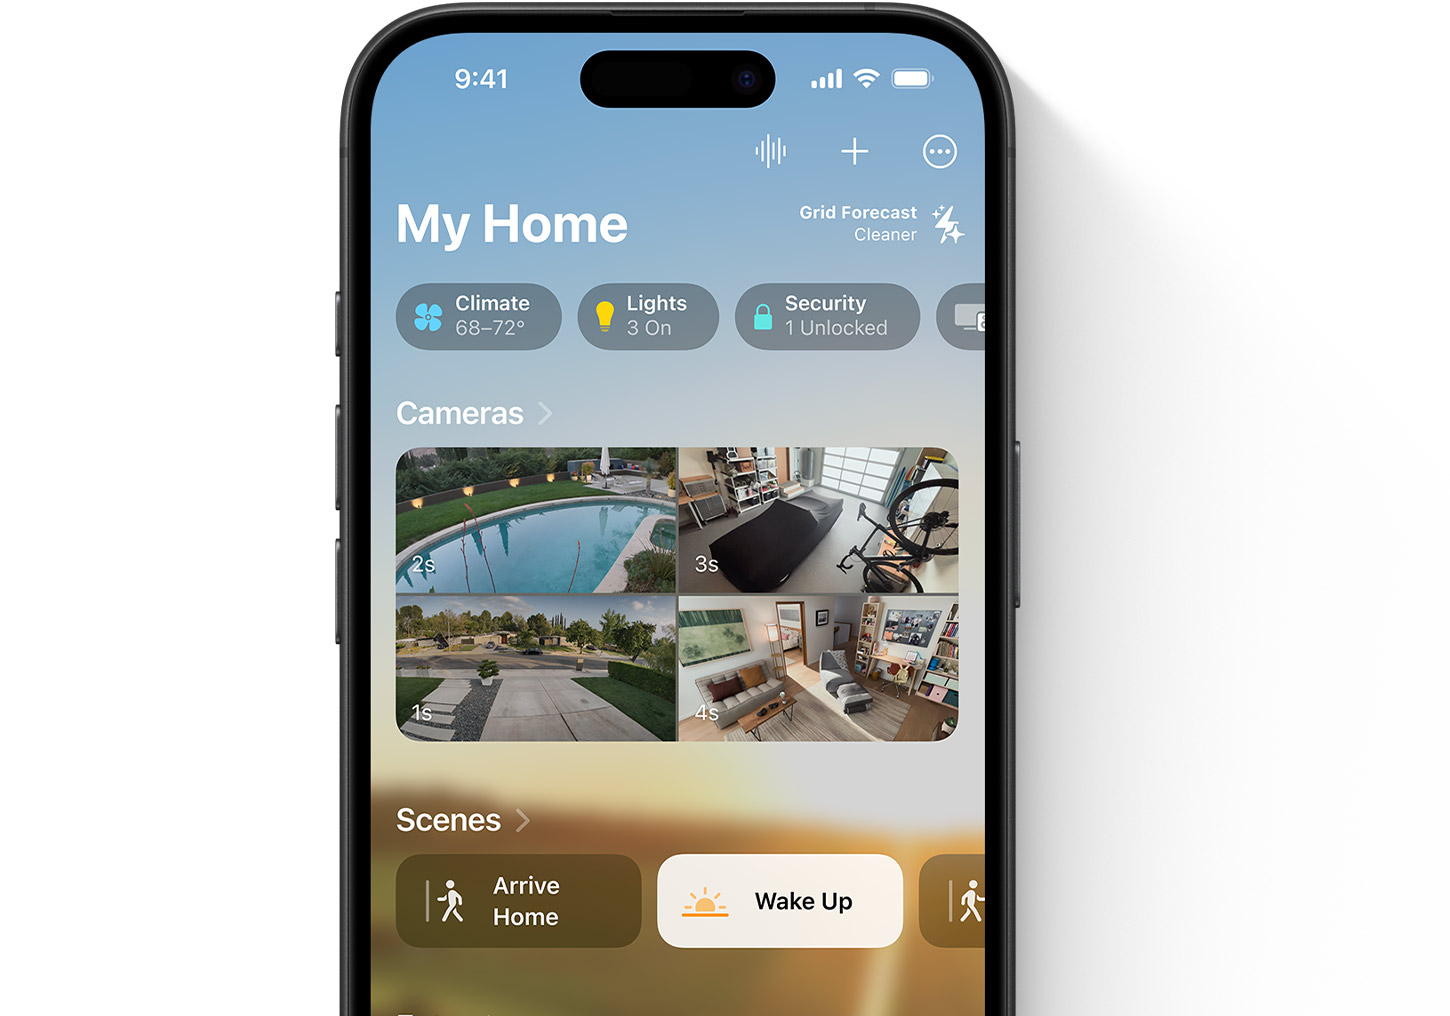 9:41
My Home
Grid Forecast
Cleaner
Climate
68–72°
Lights
3 On
Security
1 Unlocked
Cameras
2s
3s
1s
4s
Scenes
Arrive
Home
Wake Up